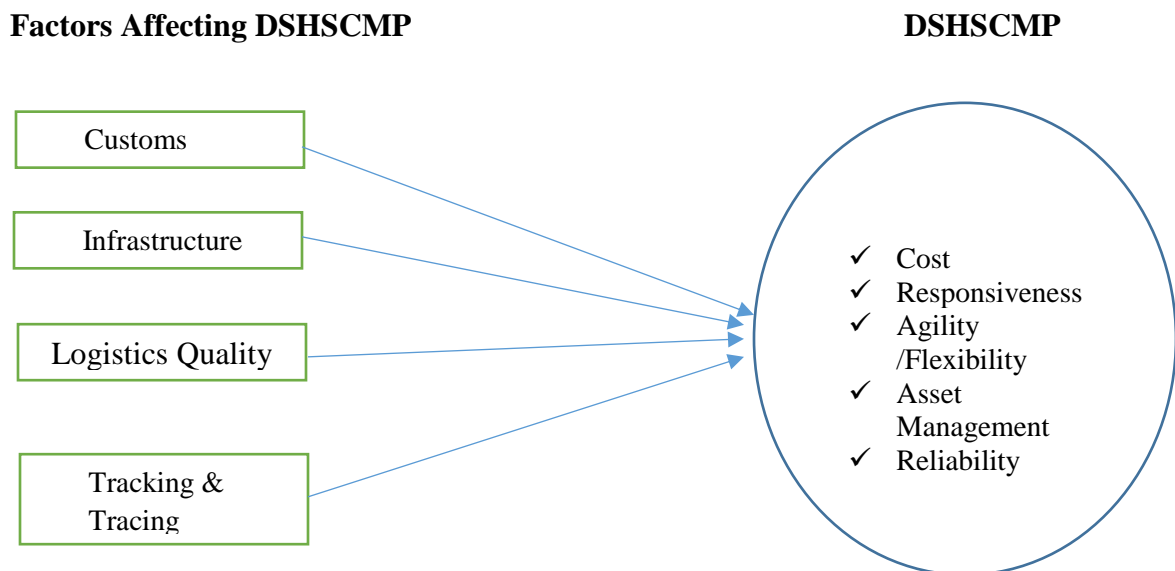 Factors Affecting DSHSCMP
DSHSCMP
Customs
Infrastructure
Logistics Quality
Tracking &
Tracing
✓ Cost
✓ Responsiveness
✓ Agility
/Flexibility
✓ Asset
Management
✓ Reliability